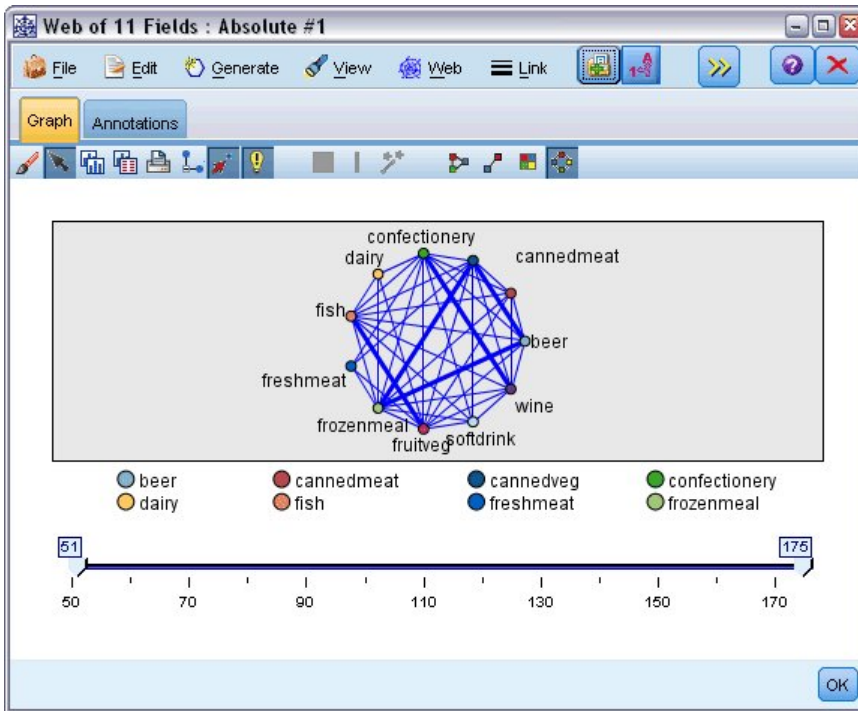 Web of 11 Fields : Absolute #1
File Edit Generate View Web Link
Graph Annotations
confectionery
dairy cannedmeat
fish
beer
freshmeat
wine
frozenmeal
softdrink
fruitveg
beer cannedmeat cannedveg confectionery
dairy fish freshmeat frozenmeal
51 175
50 70 90 110 130 150 170
OK